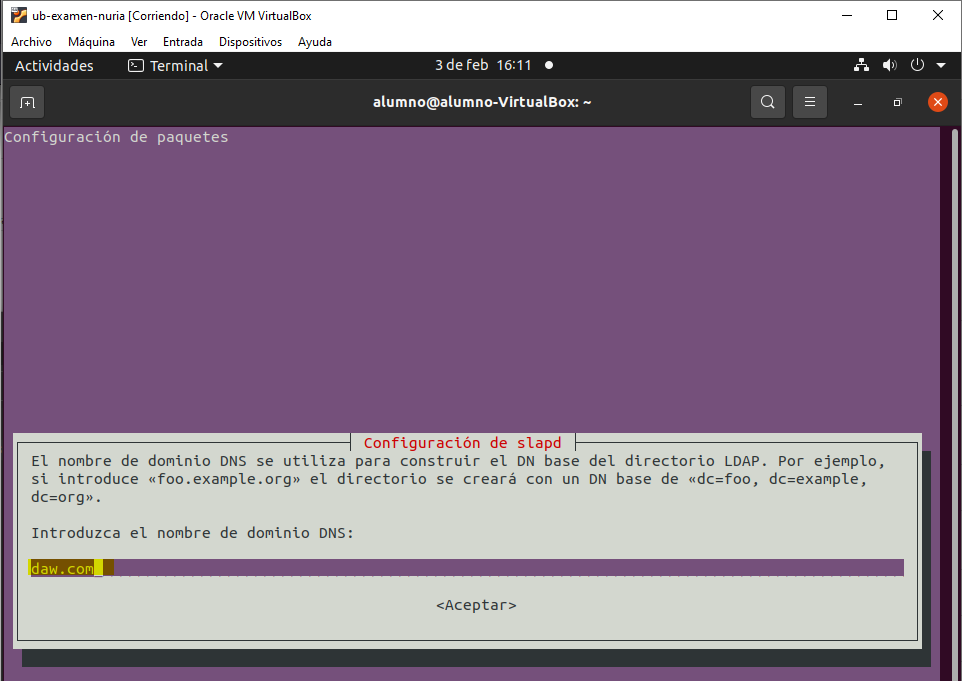 ub-examen-nuria [Corriendo] - Oracle VM VirtualBox
Archivo Máquina Ver Entrada Dispositivos Ayuda
Actividades Terminal 3 de feb 16:11
alumno@alumno-VirtualBox: ~
Configuración de paquetes
Configuración de slapd
El nombre de dominio DNS se utiliza para construir el DN base del directorio LDAP. Por ejemplo,
si introduce «foo.example.org» el directorio se creará con un DN base de «dc=foo, dc=example,
dc=org».
Introduzca el nombre de dominio DNS:
daw.com
<Aceptar>